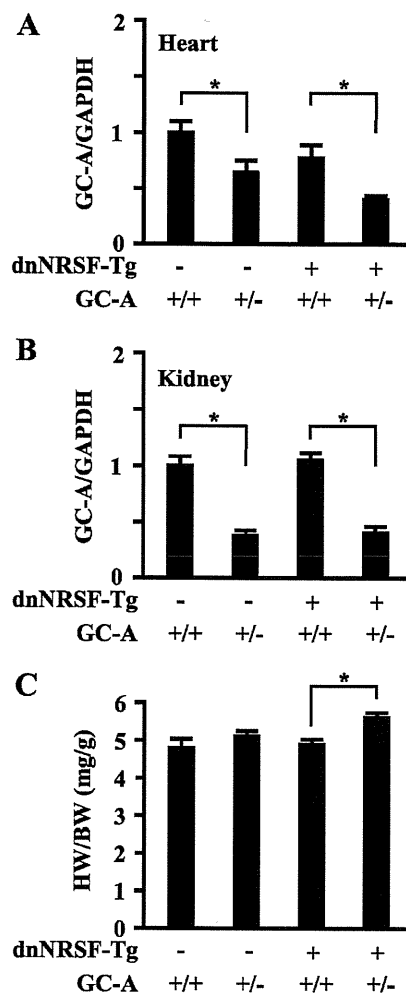 A
Heart
GC-A/GAPDH
2
1
0
* *
dnNRSF-Tg - - + +
GC-A +/+ +/- +/+ +/-
B
Kidney
GC-A/GAPDH
2
1
0
* *
dnNRSF-Tg - - + +
GC-A +/+ +/- +/+ +/-
C
HW/BW (mg/g)
6
5
4
3
2
1
0
*
dnNRSF-Tg - - + +
GC-A +/+ +/- +/+ +/-